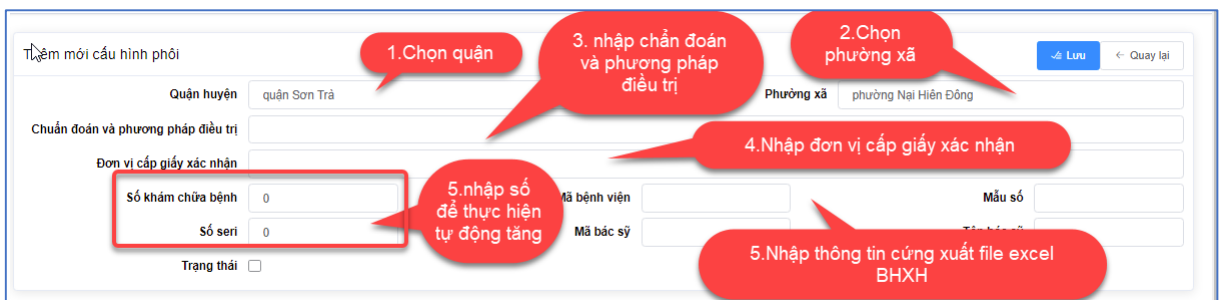 Thêm mới cấu hình phôi
1.Chọn quận
3. nhập chẩn đoán
và phương pháp
điều trị
2.Chọn
phường xã
Lưu
← Quay lại
Quận huyện
quận Sơn Trà
Phường xã
phường Nại Hiên Đông
Chuẩn đoán và phương pháp điều trị
4.Nhập đơn vị cấp giấy xác nhận
Đơn vị cấp giấy xác nhận
Số khám chữa bệnh
0
5.nhập số
để thực hiện
tự động tăng
Mã bệnh viện
Mẫu số
Số seri
0
Mã bác sỹ
Tên bác sỹ
5.Nhập thông tin cứng xuất file excel
BHXH
Trạng thái